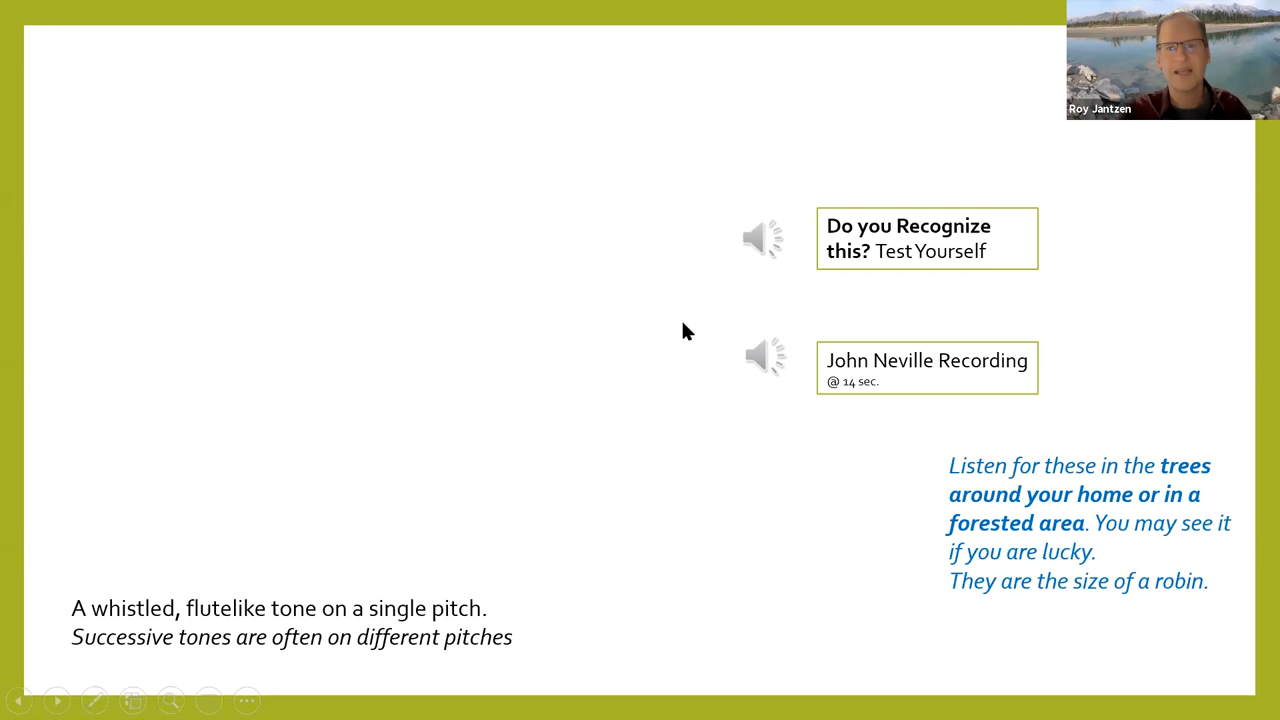 Roy Jantzen
Do you Recognize
this? Test Yourself
John Neville Recording
@ 14 sec.
Listen for these in the trees
around your home or in a
forested area. You may see it
if you are lucky.
They are the size of a robin.
A whistled, flutelike tone on a single pitch.
Successive tones are often on different pitches